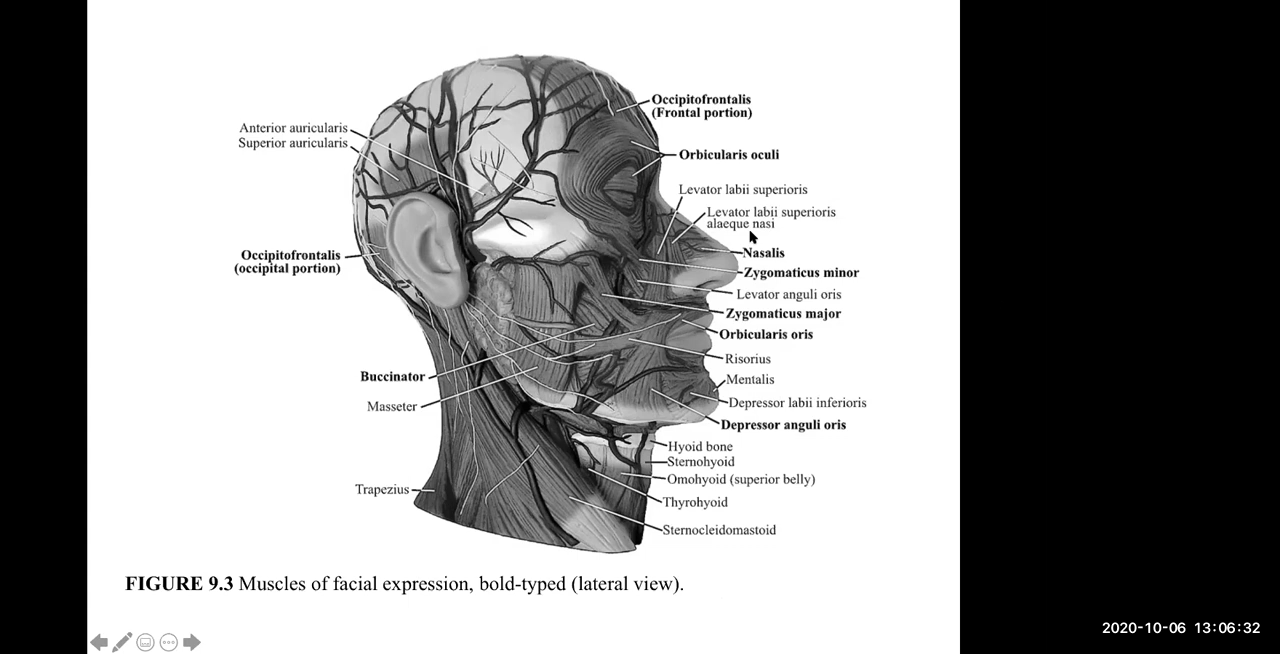 Occipitofrontalis
(Frontal portion)
Anterior auricularis
Superior auricularis
Orbicularis oculi
Levator labii superioris
Levator labii superioris
alaeque nasi
Occipitofrontalis
(occipital portion)
Nasalis
Zygomaticus minor
Levator anguli oris
Zygomaticus major
Orbicularis oris
Risorius
Buccinator
Mentalis
Masseter
Depressor labii inferioris
Depressor anguli oris
Hyoid bone
Sternohyoid
Omohyoid (superior belly)
Trapezius
Thyrohyoid
Sternocleidomastoid
FIGURE 9.3 Muscles of facial expression, bold-typed (lateral view).
2020-10-06 13:06:32